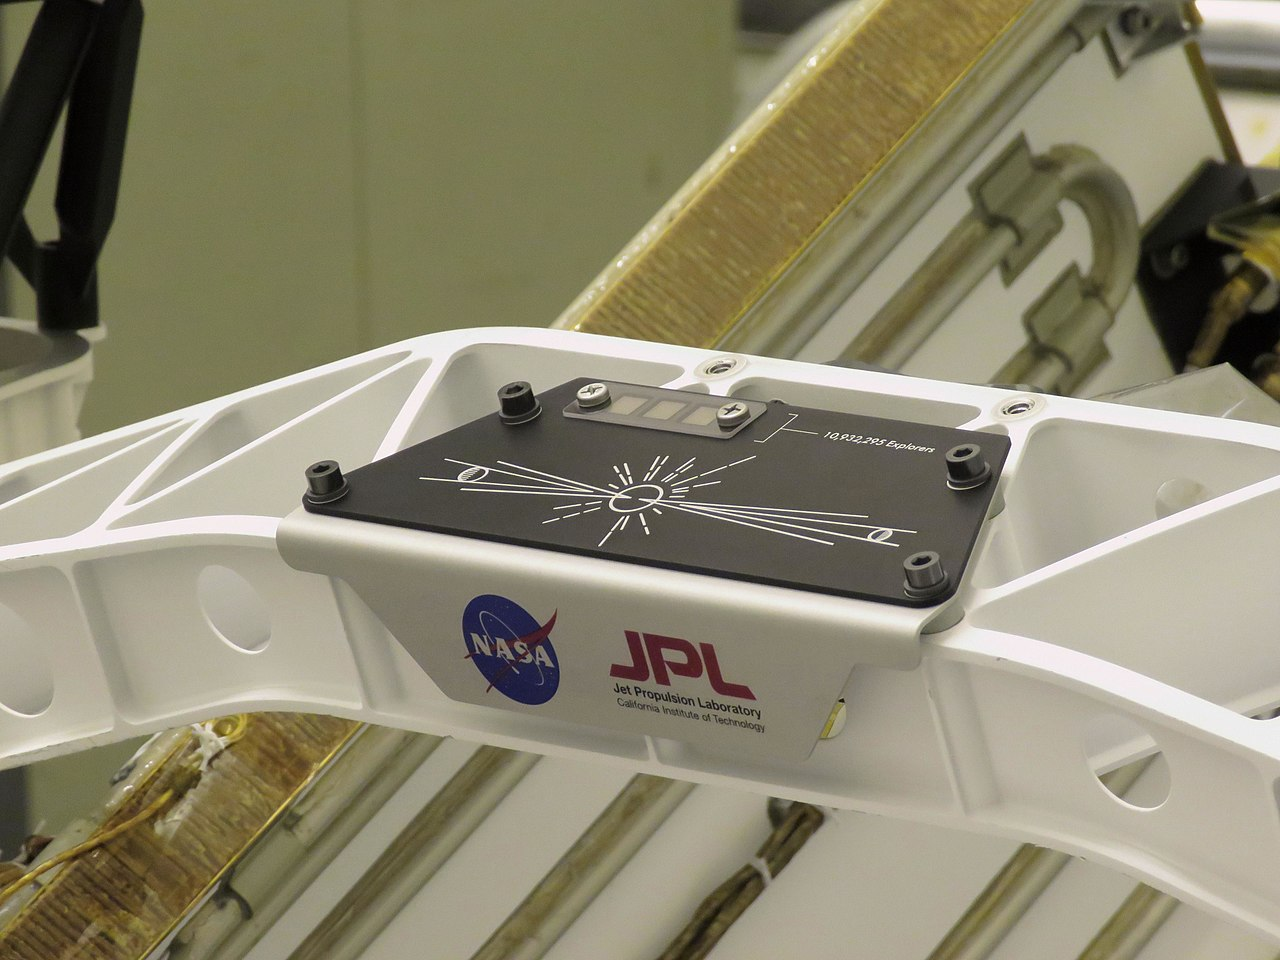 10,932,295 Explorers
NASA
JPL
Jet Propulsion Laboratory
California Institute of Technology